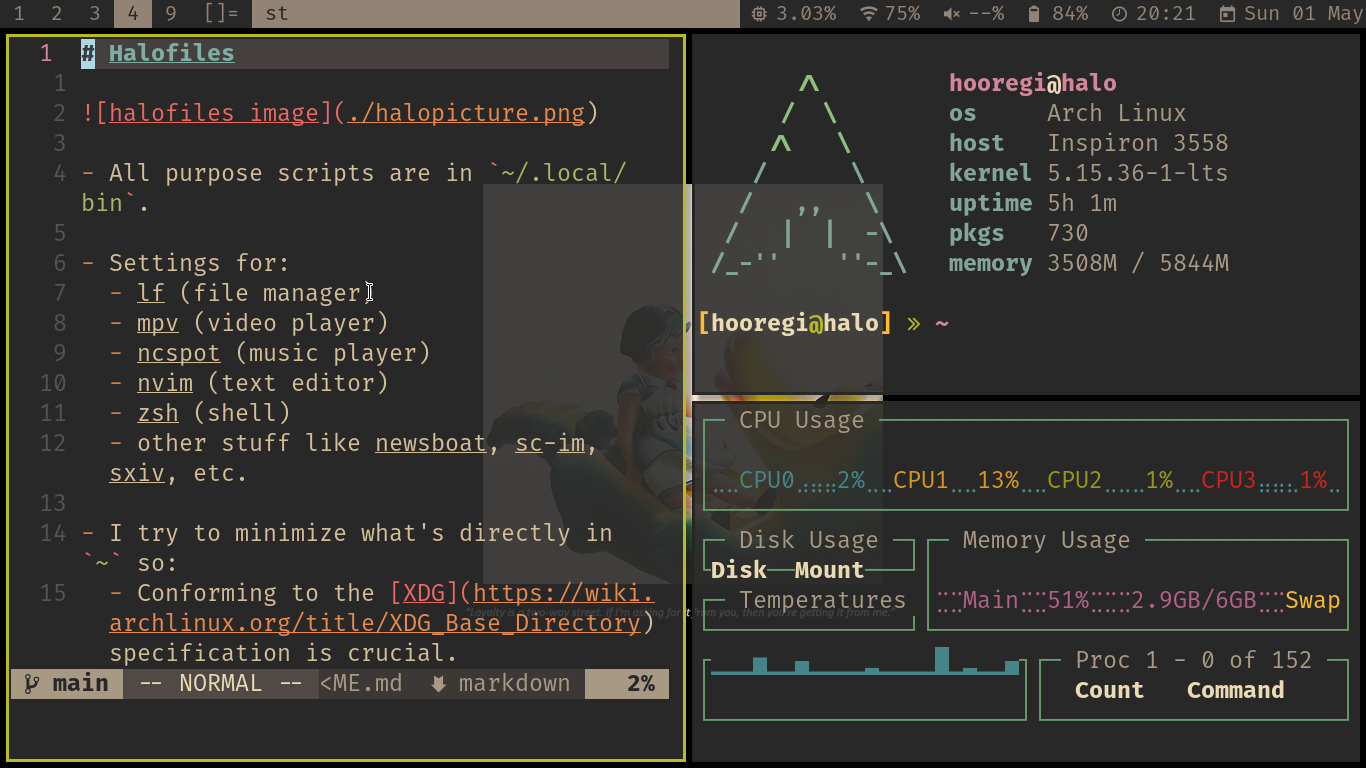 1 2 3 4 9 []= st 3.03% 75% --% 84% 20:21 Sun 01 May
1 # Halofiles
1
2 ![halofiles image](./halopicture.png)
3
4 - All purpose scripts are in `~/.local/
bin`.
5
6 - Settings for:
7 - lf (file manager)
8 - mpv (video player)
9 - ncspot (music player)
10 - nvim (text editor)
11 - zsh (shell)
12 - other stuff like newsboat, sc-im,
sxiv, etc.
13
14 - I try to minimize what's directly in
`~` so:
15 - Conforming to the [XDG](https://wiki.
archlinux.org/title/XDG_Base_Directory)
specification is crucial.
main -- NORMAL -- <ME.md markdown 2%
hooregi@halo
os Arch Linux
host Inspiron 3558
kernel 5.15.36-1-lts
uptime 5h 1m
pkgs 730
memory 3508M / 5844M
[hooregi@halo] » ~
CPU Usage
CPU0 2% CPU1 13% CPU2 1% CPU3 1%
Disk Usage
Disk Mount
Temperatures
Memory Usage
Main 51% 2.9GB/6GB Swap
Proc 1 - 0 of 152
Count Command
"Loyalty is a two-way street. If I'm asking for it from you, then you're getting it from me."